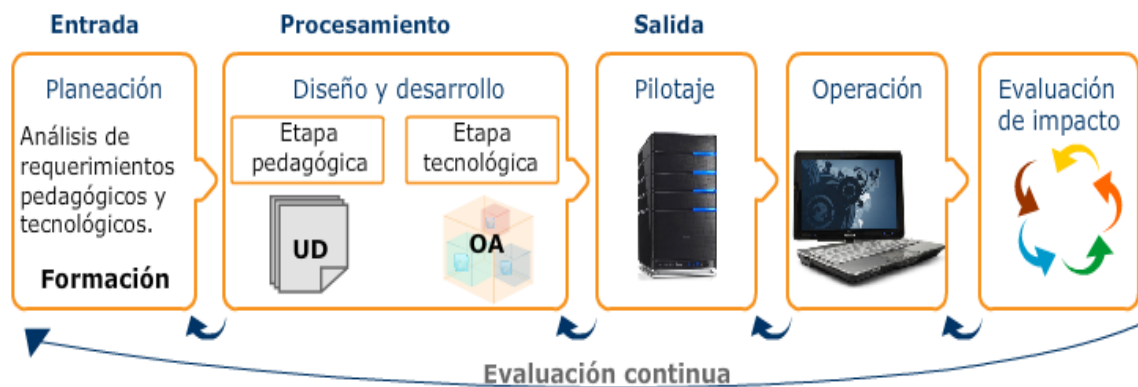 Entrada
Procesamiento
Salida
Planeación
Análisis de
requerimientos
pedagógicos y
tecnológicos.
Formación
Diseño y desarrollo
Etapa
pedagógica
Etapa
tecnológica
UD
OA
Pilotaje
Operación
Evaluación
de impacto
Evaluación continua